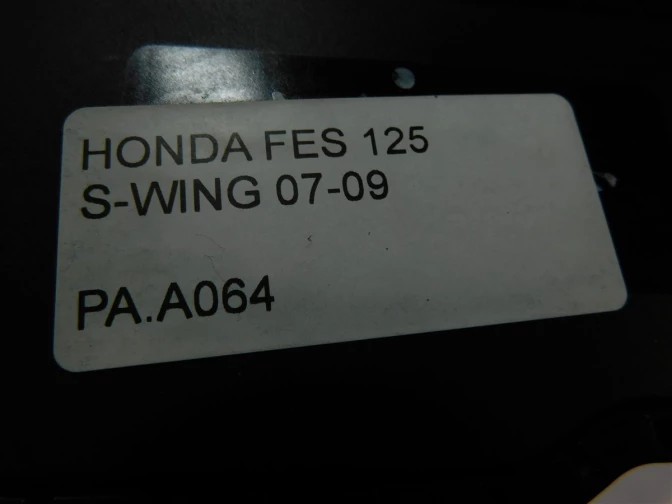 HONDA FES 125
S-WING 07-09
PA.A064